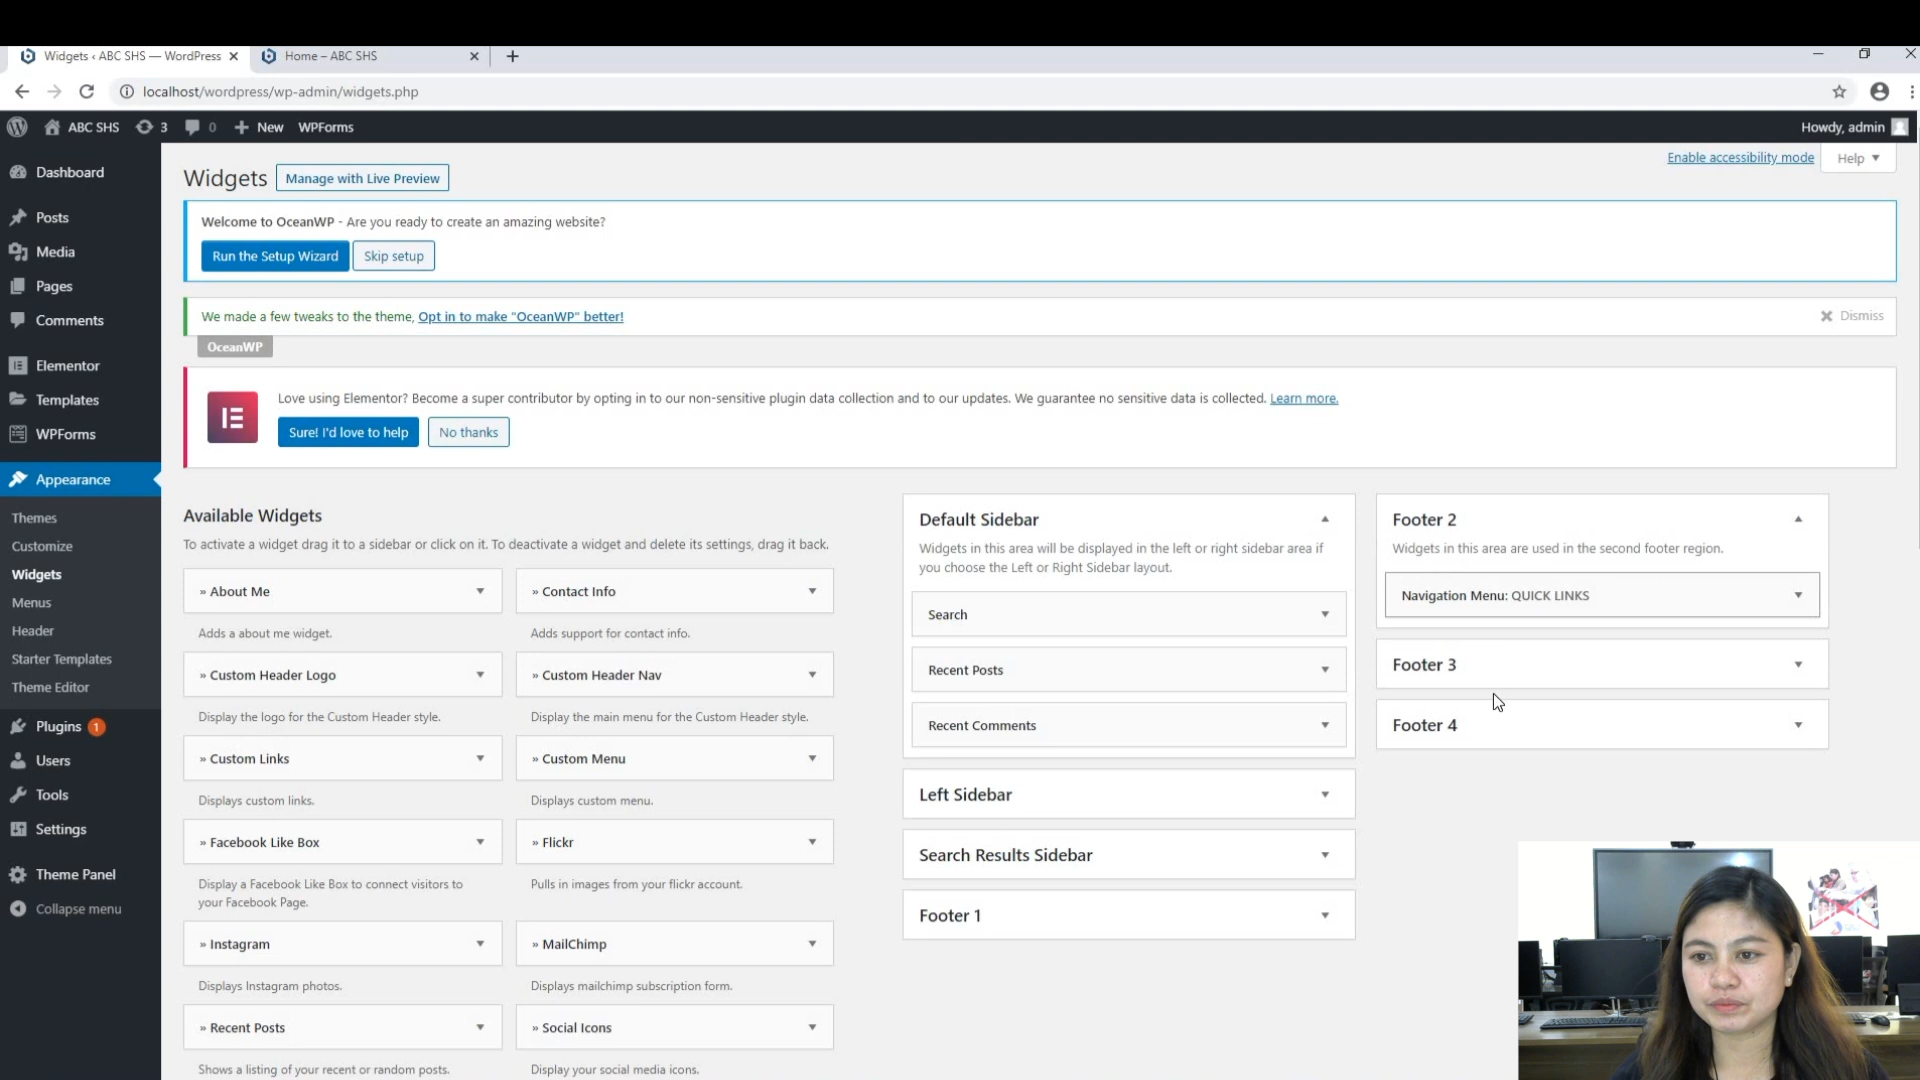 Widgets ‹ ABC SHS — WordPress
Home – ABC SHS
localhost/wordpress/wp-admin/widgets.php
ABC SHS 3 0 New WPForms
Howdy, admin
Dashboard
Posts
Media
Pages
Comments
Elementor
Templates
WPForms
Appearance
Themes
Customize
Widgets
Menus
Header
Starter Templates
Theme Editor
Plugins 1
Users
Tools
Settings
Theme Panel
Collapse menu
Enable accessibility mode
Help
Widgets
Manage with Live Preview
Welcome to OceanWP - Are you ready to create an amazing website?
Run the Setup Wizard
Skip setup
We made a few tweaks to the theme, Opt in to make "OceanWP" better!
Dismiss
OceanWP
Love using Elementor? Become a super contributor by opting in to our non-sensitive plugin data collection and to our updates. We guarantee no sensitive data is collected. Learn more.
Sure! I'd love to help
No thanks
Available Widgets
To activate a widget drag it to a sidebar or click on it. To deactivate a widget and delete its settings, drag it back.
» About Me
Adds a about me widget.
» Contact Info
Adds support for contact info.
» Custom Header Logo
Display the logo for the Custom Header style.
» Custom Header Nav
Display the main menu for the Custom Header style.
» Custom Links
Displays custom links.
» Custom Menu
Displays custom menu.
» Facebook Like Box
Display a Facebook Like Box to connect visitors to
your Facebook Page.
» Flickr
Pulls in images from your flickr account.
» Instagram
Displays Instagram photos.
» MailChimp
Displays mailchimp subscription form.
» Recent Posts
Shows a listing of your recent or random posts.
» Social Icons
Display your social media icons.
Default Sidebar
Widgets in this area will be displayed in the left or right sidebar area if
you choose the Left or Right Sidebar layout.
Search
Recent Posts
Recent Comments
Left Sidebar
Search Results Sidebar
Footer 1
Footer 2
Widgets in this area are used in the second footer region.
Navigation Menu: QUICK LINKS
Footer 3
Footer 4